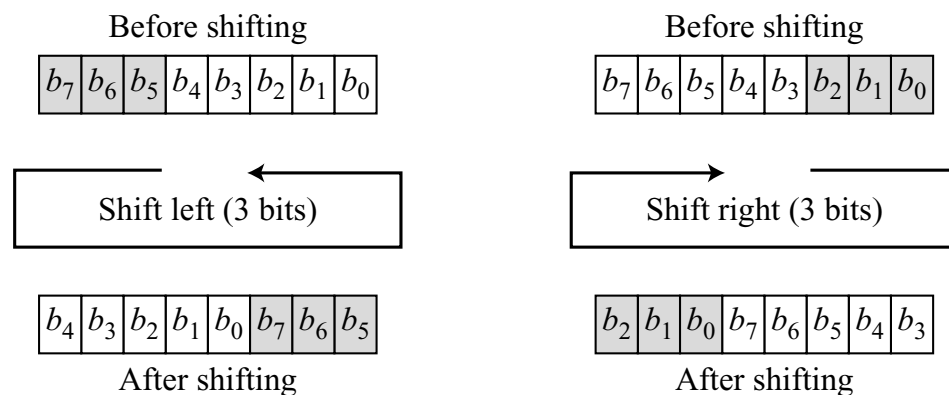 Before shifting
b₇ b₆ b₅ b₄ b₃ b₂ b₁ b₀
Shift left (3 bits)
b₄ b₃ b₂ b₁ b₀ b₇ b₆ b₅
After shifting
Before shifting
b₇ b₆ b₅ b₄ b₃ b₂ b₁ b₀
Shift right (3 bits)
b₂ b₁ b₀ b₇ b₆ b₅ b₄ b₃
After shifting